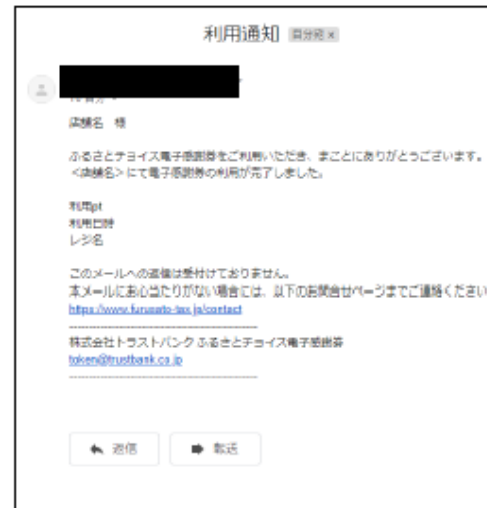 利用通知 自分宛 ×
To 自分
店舗名 様
ふるさとチョイス電子感謝券をご利用いただき、まことにありがとうございます。
<店舗名>にて電子感謝券の利用が完了しました。
利用pt
利用日時
レジ名
このメールへの返信は受付けておりません。
本メールにお心当たりがない場合には、以下のお問合せページまでご連絡ください
https://www.furusato-tax.jp/contact
株式会社トラストバンク ふるさとチョイス電子感謝券
token@trustbank.co.jp
返信
転送